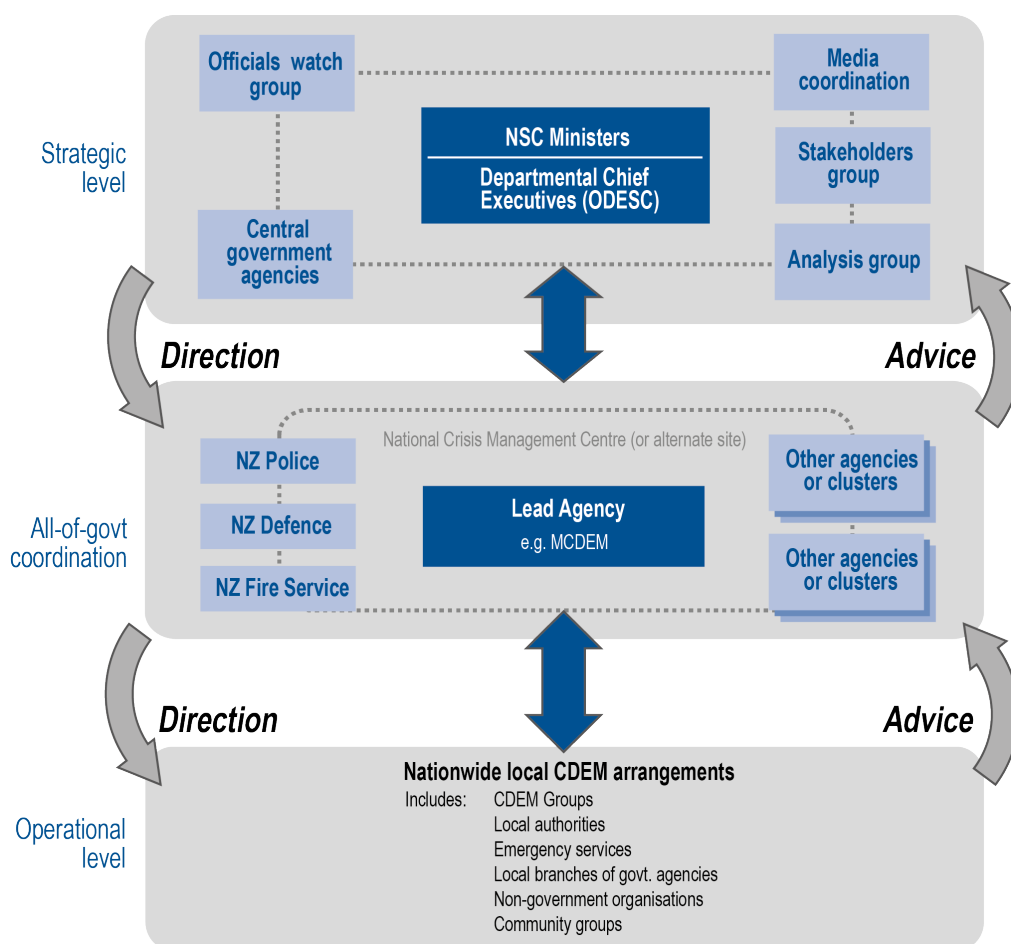 Officials watch
group
Media
coordination
NSC Ministers
Departmental Chief
Executives (ODESC)
Stakeholders
group
Strategic
level
Central
government
agencies
Analysis group
Direction
Advice
National Crisis Management Centre (or alternate site)
NZ Police
NZ Defence
NZ Fire Service
Lead Agency
e.g. MCDEM
Other agencies
or clusters
Other agencies
or clusters
All-of-govt
coordination
Direction
Advice
Nationwide local CDEM arrangements
Includes: CDEM Groups
Local authorities
Emergency services
Local branches of govt. agencies
Non-government organisations
Community groups
Operational
level